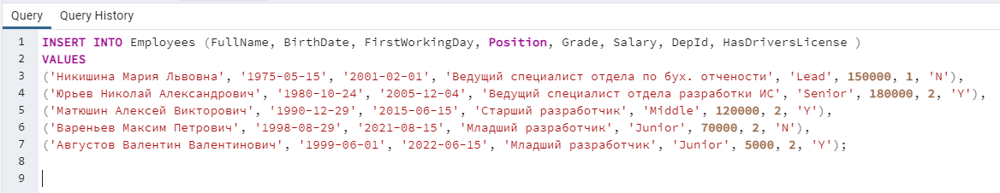 Query Query History
1 INSERT INTO Employees (FullName, BirthDate, FirstWorkingDay, Position, Grade, Salary, DepId, HasDriversLicense )
2 VALUES
3 ('Никишина Мария Львовна', '1975-05-15', '2001-02-01', 'Ведущий специалист отдела по бух. отчености', 'Lead', 150000, 1, 'N'),
4 ('Юрьев Николай Александрович', '1980-10-24', '2005-12-04', 'Ведущий специалист отдела разработки ИС', 'Senior', 180000, 2, 'Y'),
5 ('Матюшин Алексей Викторович', '1990-12-29', '2015-06-15', 'Старший разработчик', 'Middle', 120000, 2, 'Y'),
6 ('Вареньев Максим Петрович', '1998-08-29', '2021-08-15', 'Младший разработчик', 'Junior', 70000, 2, 'N'),
7 ('Августов Валентин Валентинович', '1999-06-01', '2022-06-15', 'Младший разработчик', 'Junior', 5000, 2, 'Y');
8
9